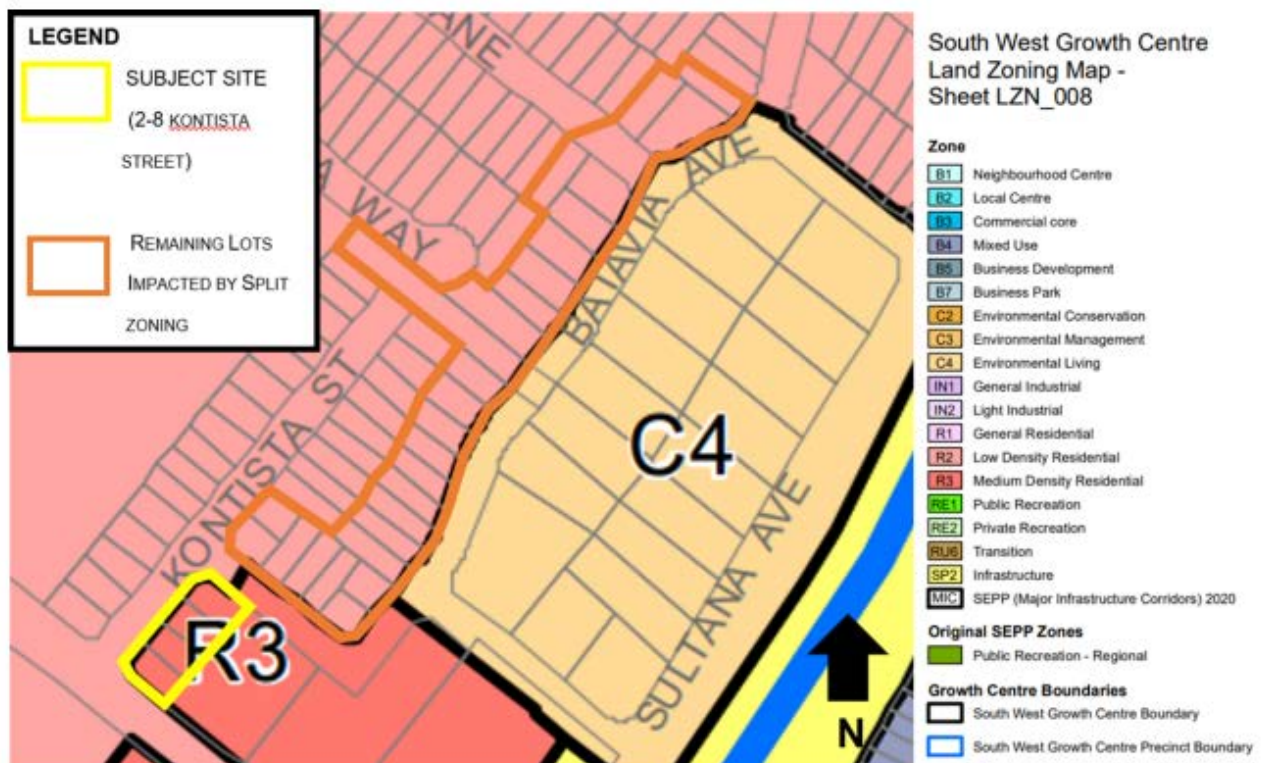 LEGEND
SUBJECT SITE
(2-8 KONTISTA
STREET)
REMAINING LOTS
IMPACTED BY SPLIT
ZONING
ANE
A WAY
KONTISTA ST
BATAVIA AVE
SULTANA AVE
C4
R3
N
South West Growth Centre
Land Zoning Map -
Sheet LZN_008
Zone
B1 Neighbourhood Centre
B2 Local Centre
B3 Commercial core
B4 Mixed Use
B5 Business Development
B7 Business Park
C2 Environmental Conservation
C3 Environmental Management
C4 Environmental Living
IN1 General Industrial
IN2 Light Industrial
R1 General Residential
R2 Low Density Residential
R3 Medium Density Residential
RE1 Public Recreation
RE2 Private Recreation
RU6 Transition
SP2 Infrastructure
MIC SEPP (Major Infrastructure Corridors) 2020
Original SEPP Zones
Public Recreation - Regional
Growth Centre Boundaries
South West Growth Centre Boundary
South West Growth Centre Precinct Boundary